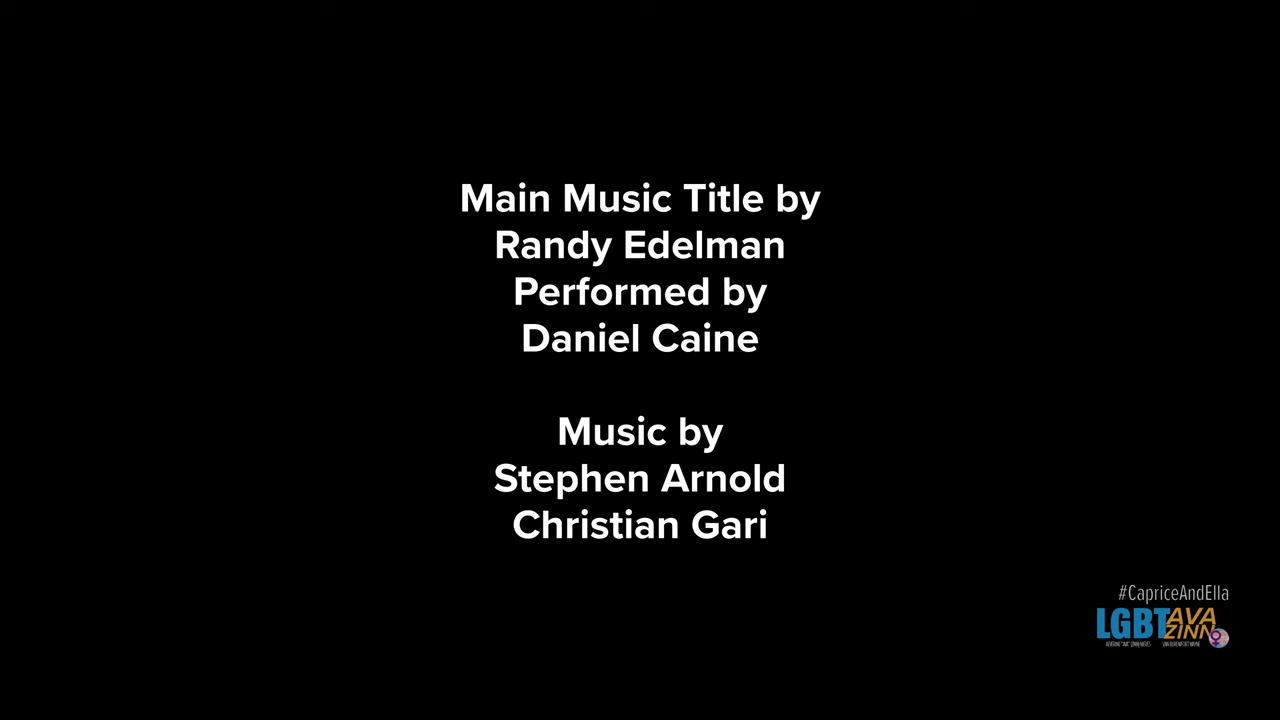 Main Music Title by
Randy Edelman
Performed by
Daniel Caine
Music by
Stephen Arnold
Christian Gari
#CapriceAndElla
LGBT AVA
ZINN